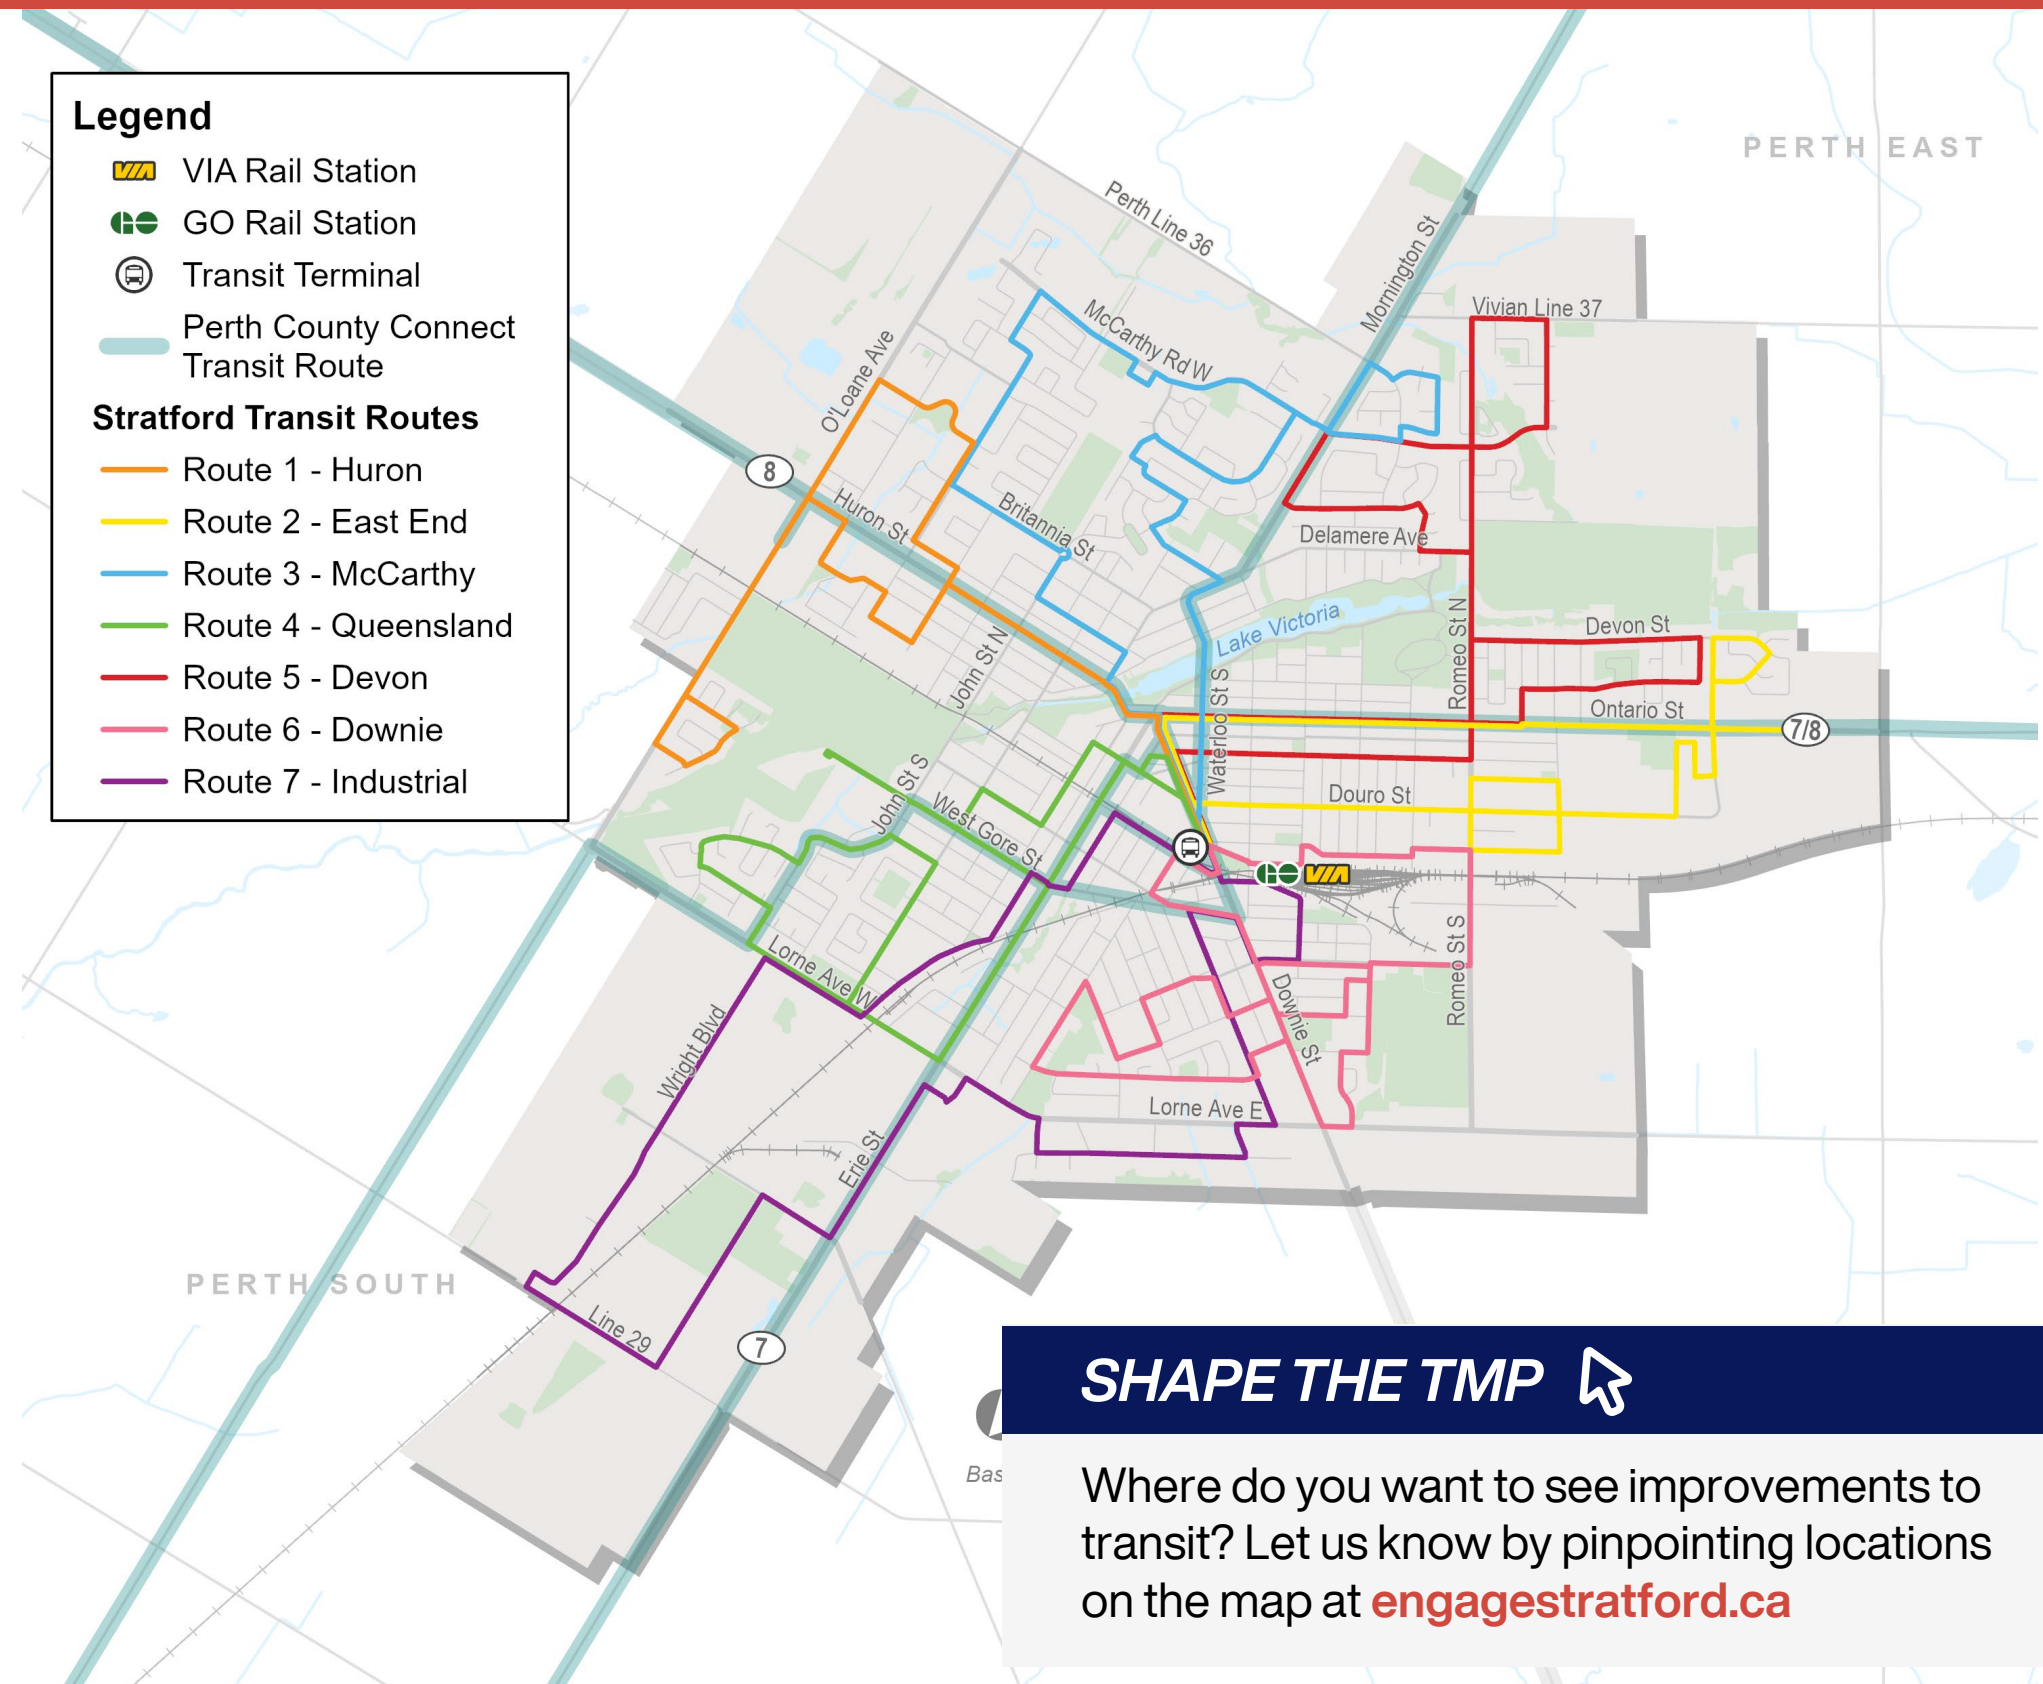 Legend
VIA
VIA Rail Station
GO Rail Station
Transit Terminal
Perth County Connect
Transit Route
Stratford Transit Routes
Route 1 - Huron
Route 2 - East End
Route 3 - McCarthy
Route 4 - Queensland
Route 5 - Devon
Route 6 - Downie
Route 7 - Industrial
PERTH EAST
Perth Line 36
Mornington St
Vivian Line 37
McCarthy Rd W
O'Loane Ave
8
Huron St
Britannia St
Delamere Ave
Lake Victoria
Romeo St N
Devon St
John St N
Waterloo St S
Ontario St
7/8
John St S
West Gore St
Douro St
VIA
Lorne Ave W
Romeo St S
Downie St
Wright Blvd
Lorne Ave E
Erie St
PERTH SOUTH
Line 29
7
Bas
SHAPE THE TMP
Where do you want to see improvements to
transit? Let us know by pinpointing locations
on the map at engagestratford.ca